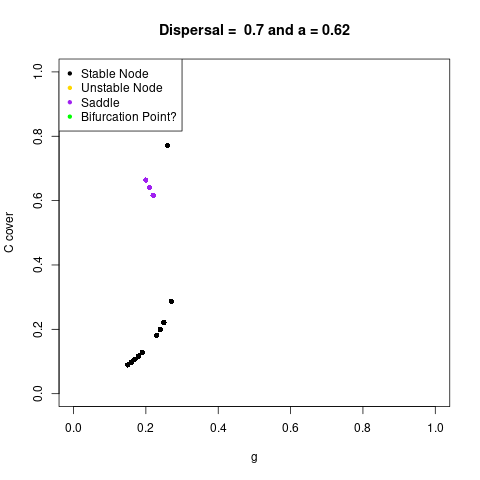 Dispersal =  0.7 and a = 0.62
Stable Node
Unstable Node
Saddle
Bifurcation Point?
C cover
1.0
0.8
0.6
0.4
0.2
0.0
0.0 0.2 0.4 0.6 0.8 1.0
g